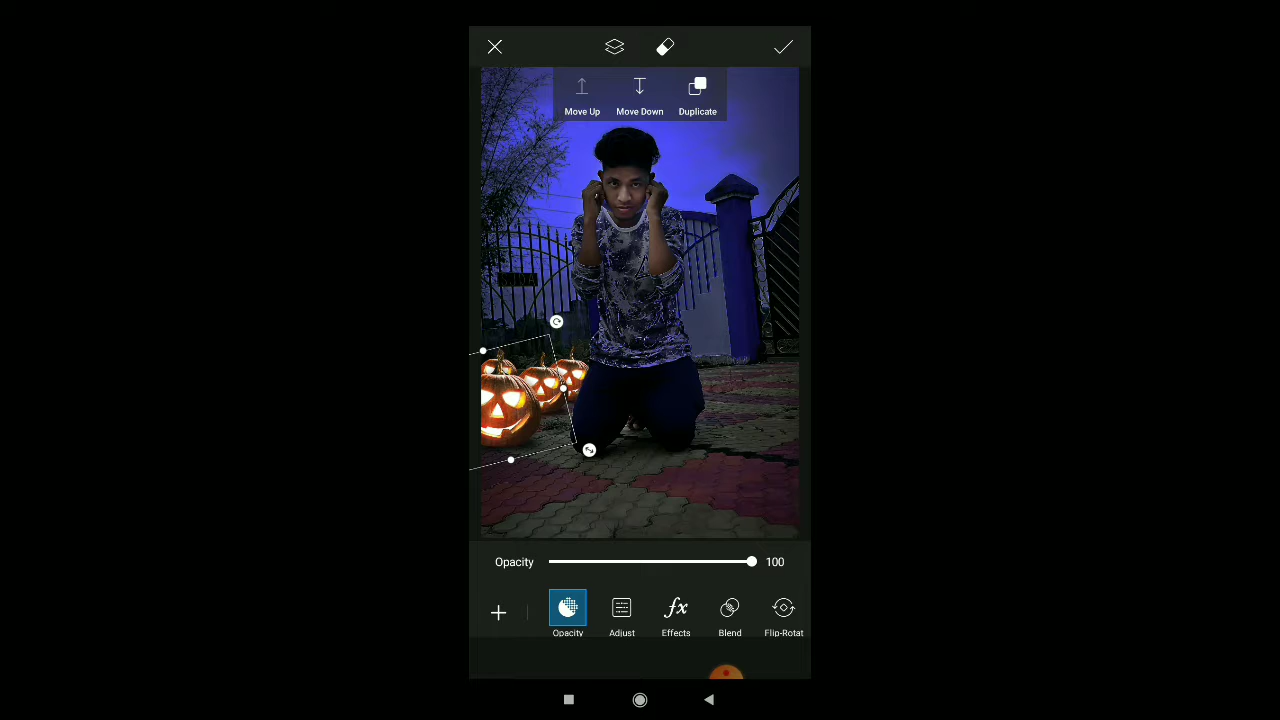 Move Up
Move Down
Duplicate
Opacity
100
Opacity
Adjust
Effects
Blend
Flip-Rotat